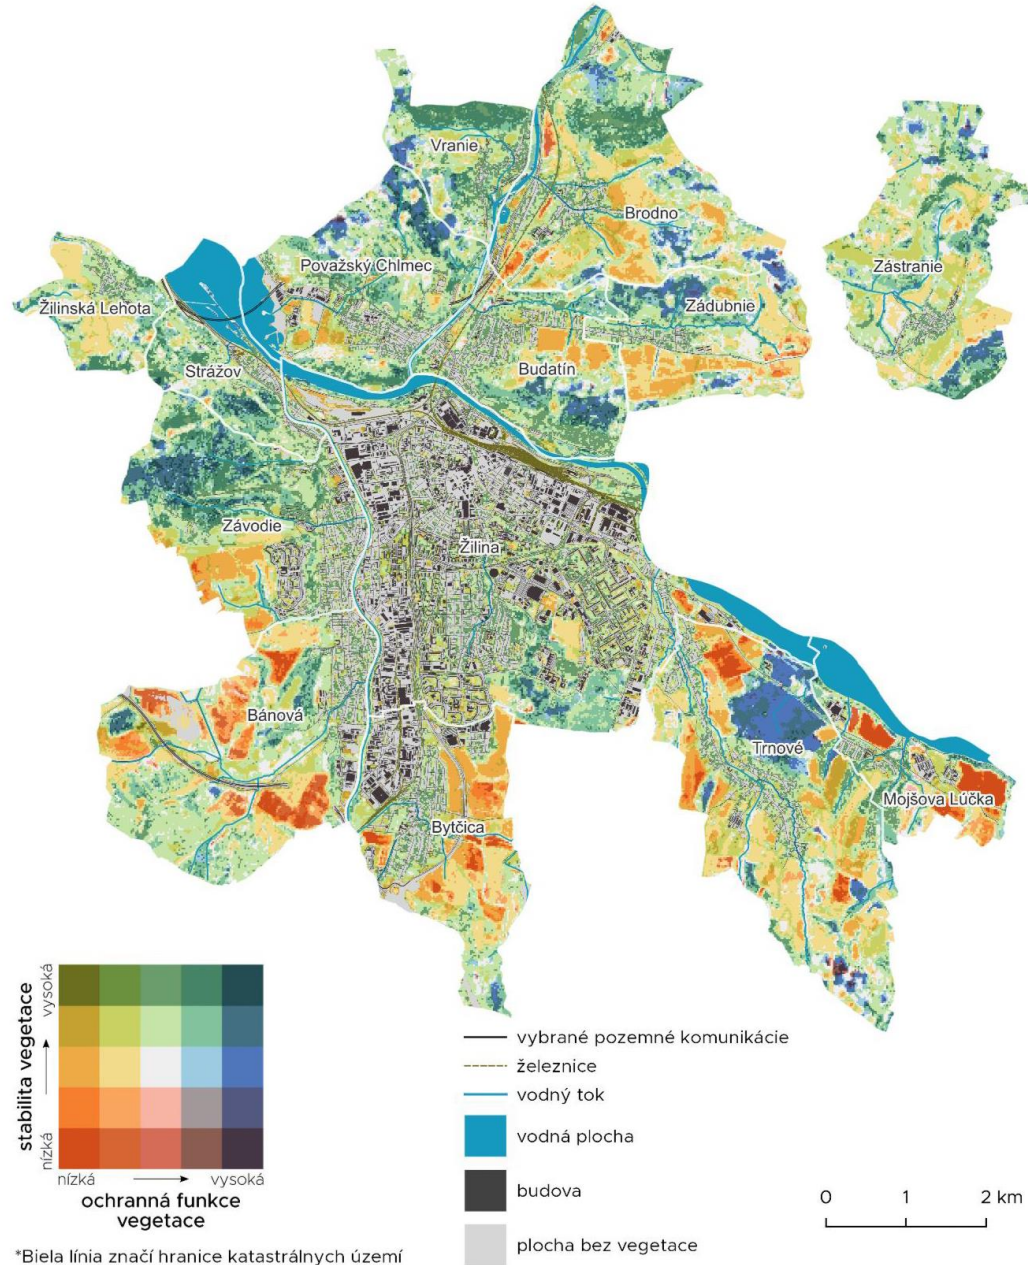 Vranie
Brodno
Považský Chlmec
Zástranie
Žilinská Lehota
Zádubnie
Strážov
Budatín
Závodie
Žilina
Bánová
Trnové
Mojšova Lúčka
Bytčica
stabilita vegetace
vysoká
nízká
nízká
vysoká
ochranná funkce
vegetace
vybrané pozemné komunikácie
železnice
vodný tok
vodná plocha
budova
plocha bez vegetace
0 1 2 km
*Biela línia značí hranice katastrálnych území